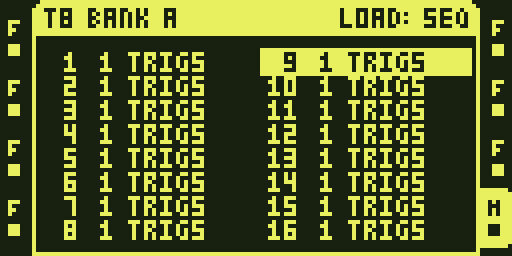 T8 BANK A LOAD: SEQ
F F
1 1 TRIGS 9 1 TRIGS
2 1 TRIGS 10 1 TRIGS
F F
3 1 TRIGS 11 1 TRIGS
4 1 TRIGS 12 1 TRIGS
5 1 TRIGS 13 1 TRIGS
F F
6 1 TRIGS 14 1 TRIGS
7 1 TRIGS 15 1 TRIGS
F M
8 1 TRIGS 16 1 TRIGS